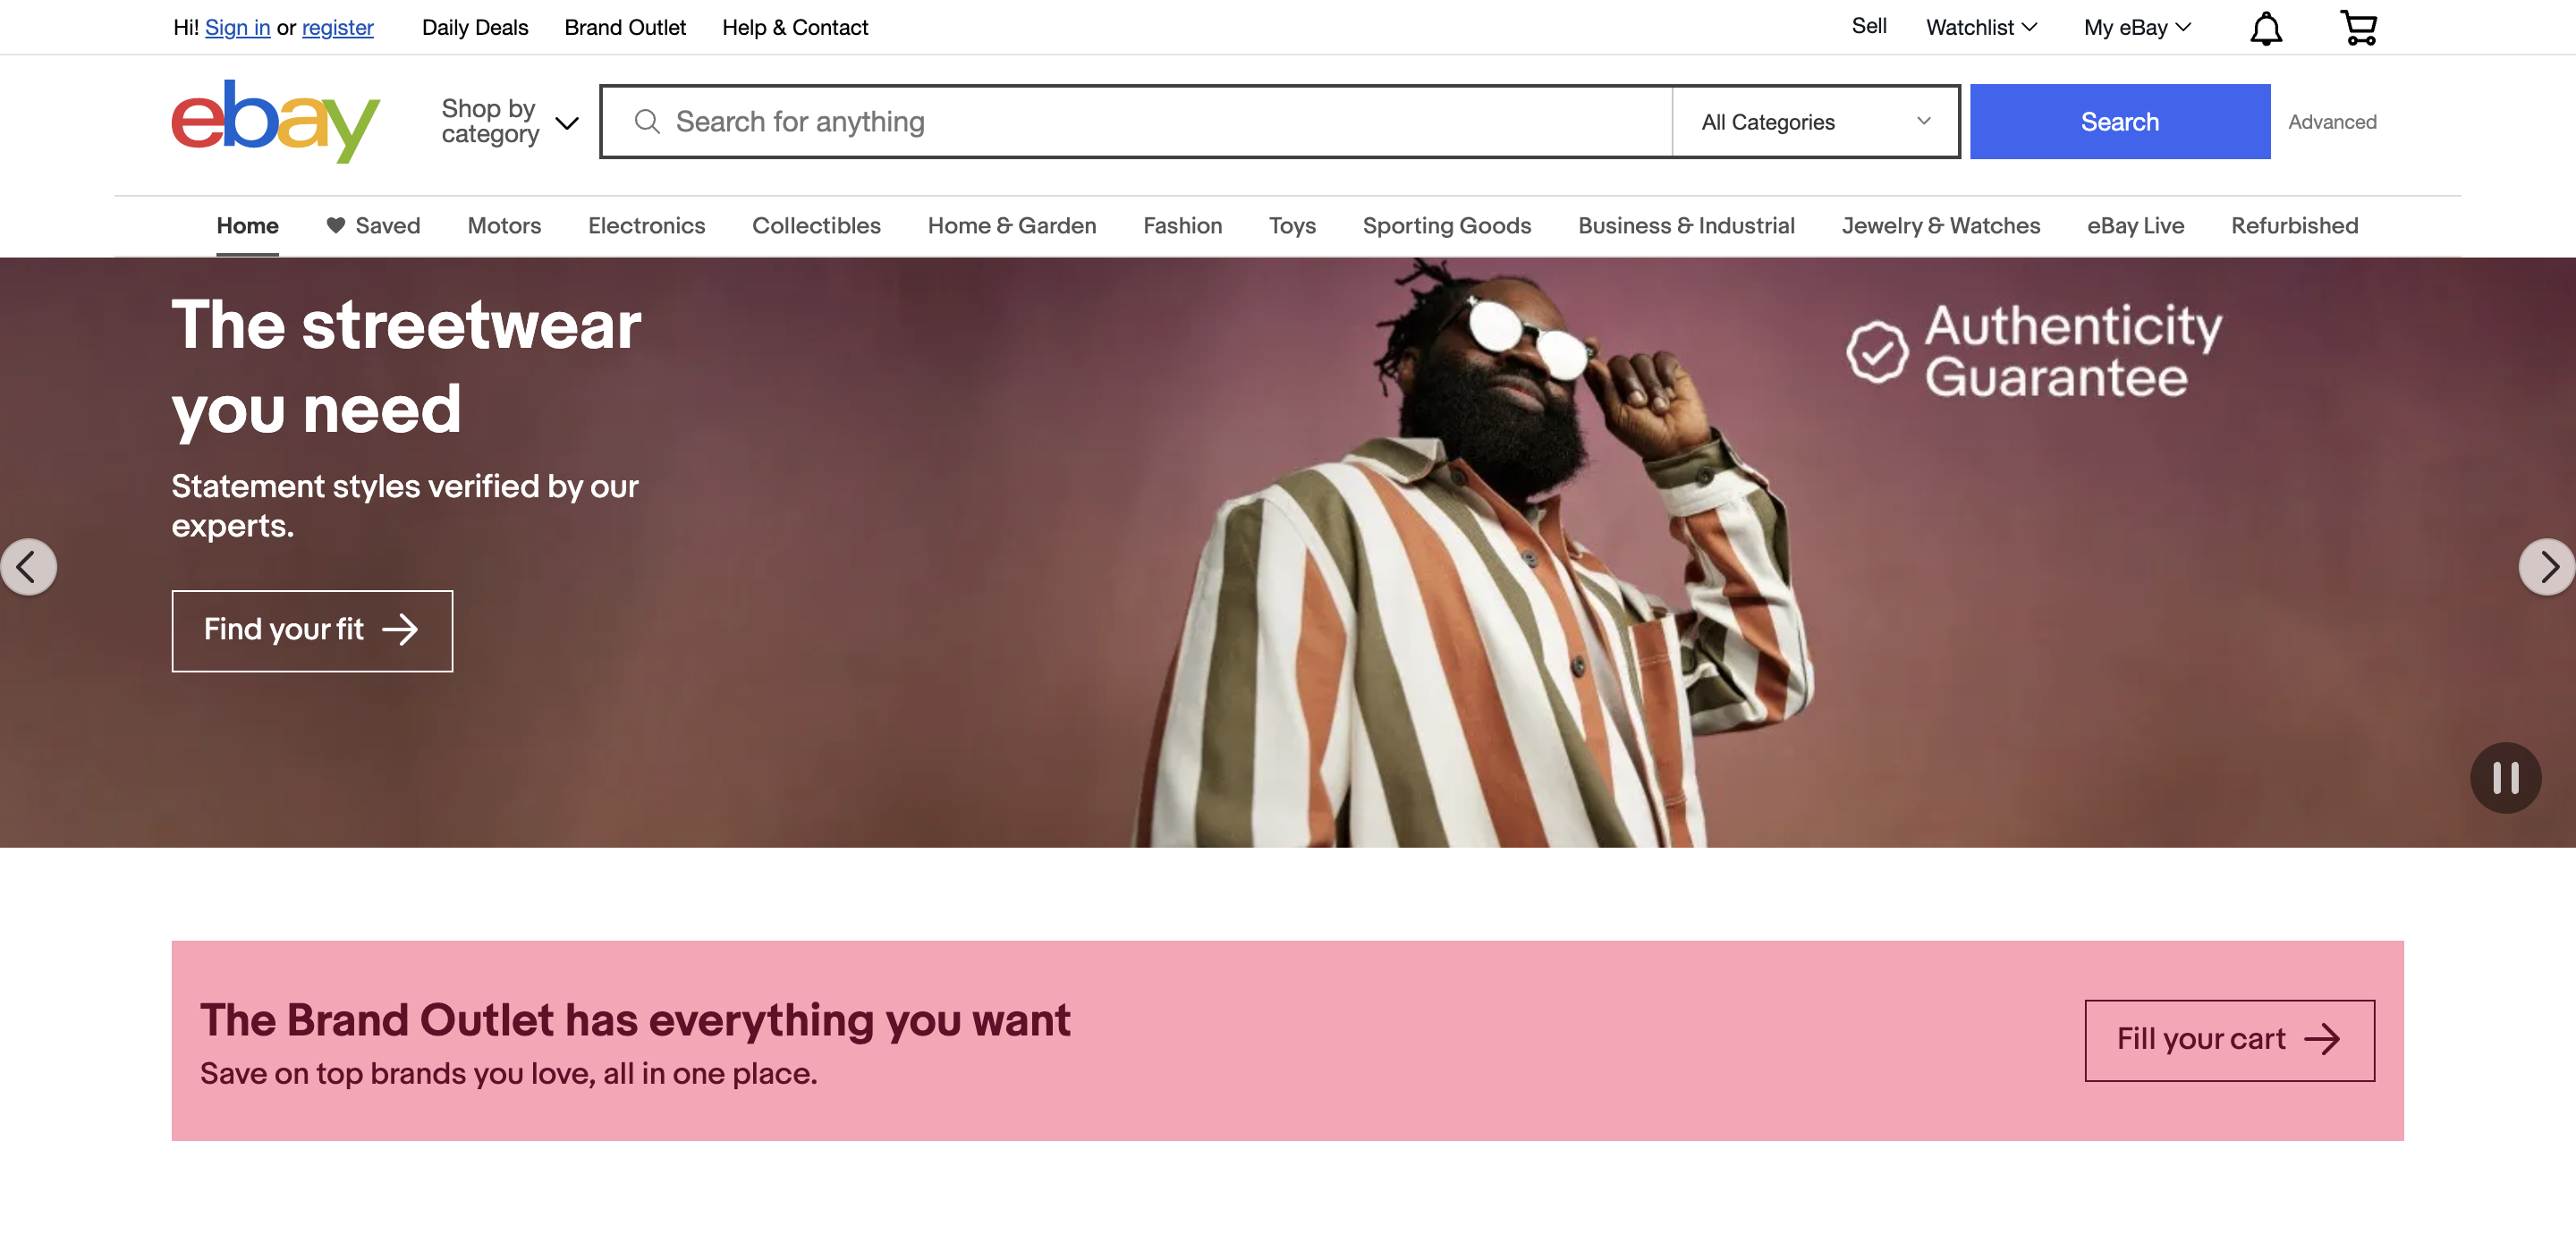 Hi! Sign in or register Daily Deals Brand Outlet Help & Contact Sell Watchlist My eBay
ebay
Shop by
category
Search for anything
All Categories
Search
Advanced
Home Saved Motors Electronics Collectibles Home & Garden Fashion Toys Sporting Goods Business & Industrial Jewelry & Watches eBay Live Refurbished
The streetwear
you need
Statement styles verified by our
experts.
Find your fit
Authenticity
Guarantee
The Brand Outlet has everything you want
Save on top brands you love, all in one place.
Fill your cart